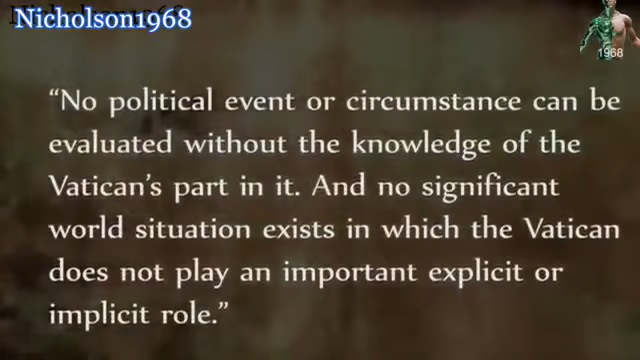 Nicholson1968
1968
“No political event or circumstance can be
evaluated without the knowledge of the
Vatican’s part in it. And no significant
world situation exists in which the Vatican
does not play an important explicit or
implicit role.”